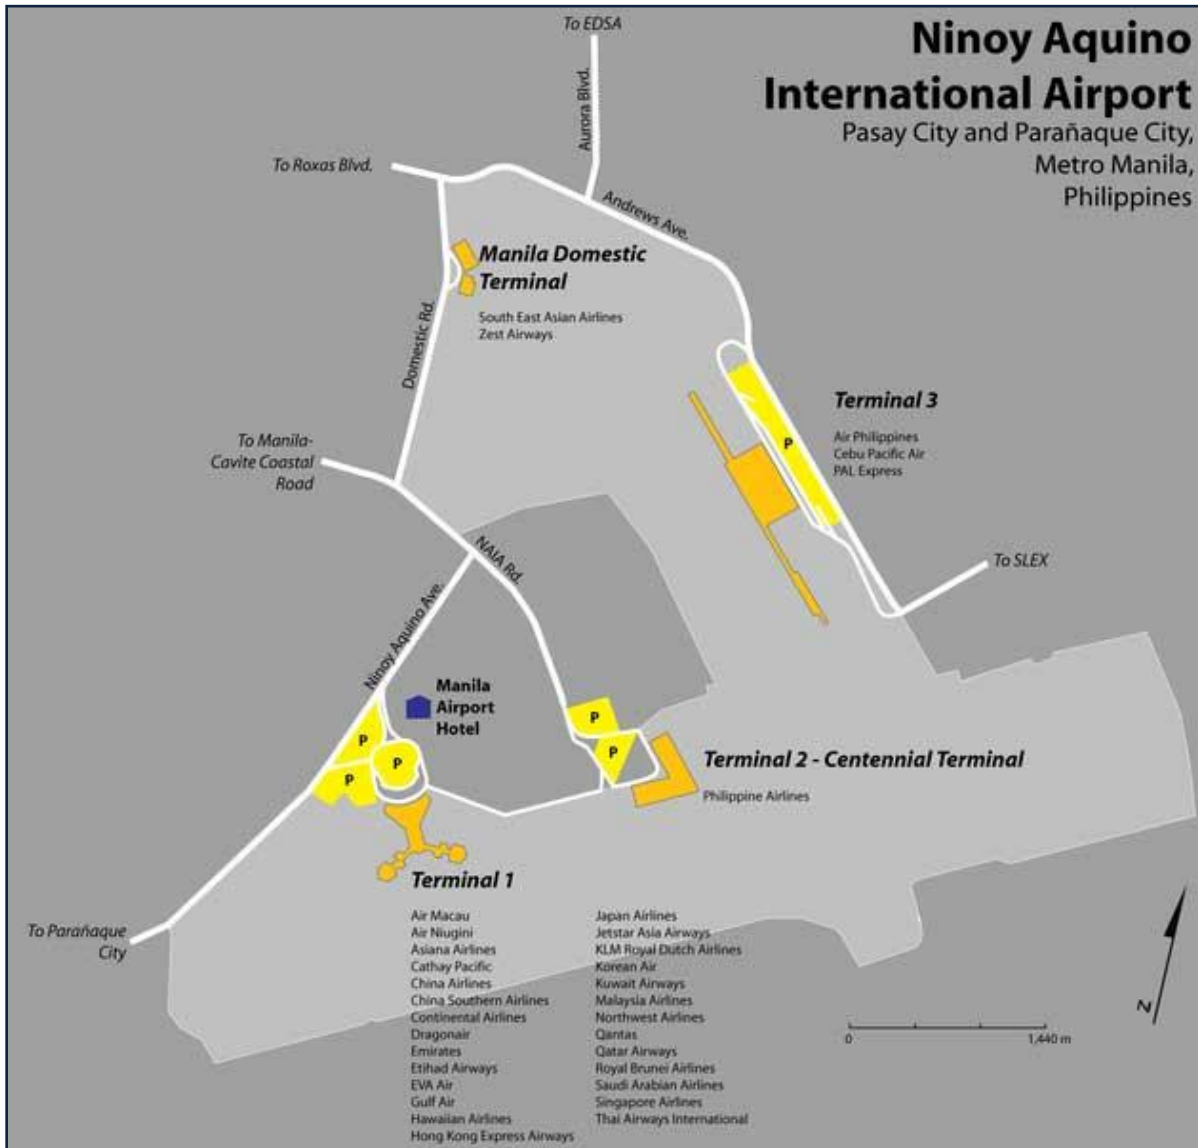 Ninoy Aquino
International Airport
Pasay City and Parañaque City,
Metro Manila,
Philippines
To EDSA
Aurora Blvd.
To Roxas Blvd.
Andrews Ave.
Manila Domestic
Terminal
South East Asian Airlines
Zest Airways
Domestic Rd.
Terminal 3
Air Philippines
Cebu Pacific Air
PAL Express
P
To Manila-
Cavite Coastal
Road
NAIA Rd.
To SLEX
Ninoy Aquino Ave.
Manila
Airport
Hotel
P
P
P
P
P
Terminal 2 - Centennial Terminal
Philippine Airlines
Terminal 1
Air Macau
Air Niugini
Asiana Airlines
Cathay Pacific
China Airlines
China Southern Airlines
Continental Airlines
Dragonair
Emirates
Etihad Airways
EVA Air
Gulf Air
Hawaiian Airlines
Hong Kong Express Airways
Japan Airlines
Jetstar Asia Airways
KLM Royal Dutch Airlines
Korean Air
Kuwait Airways
Malaysia Airlines
Northwest Airlines
Qantas
Qatar Airways
Royal Brunei Airlines
Saudi Arabian Airlines
Singapore Airlines
Thai Airways International
To Parañaque
City
N
0
1,440 m